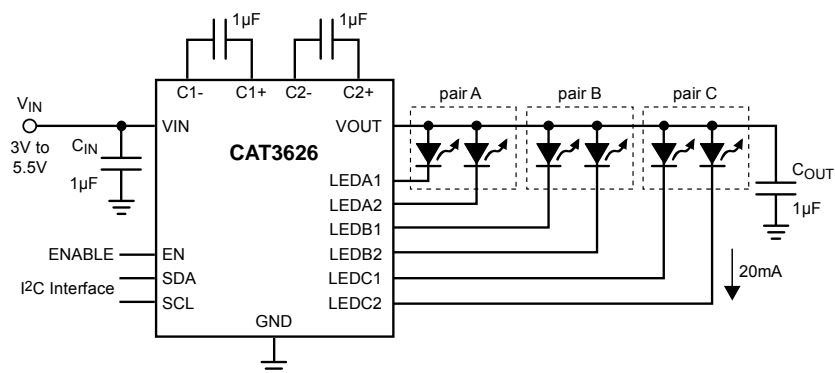 1µF
1µF
C1-
C1+
C2-
C2+
pair A
pair B
pair C
VIN
VIN
VOUT
3V to
5.5V
CIN
1µF
CAT3626
LEDA1
LEDA2
LEDB1
LEDB2
LEDC1
LEDC2
COUT
1µF
20mA
ENABLE
EN
I2C Interface
SDA
SCL
GND